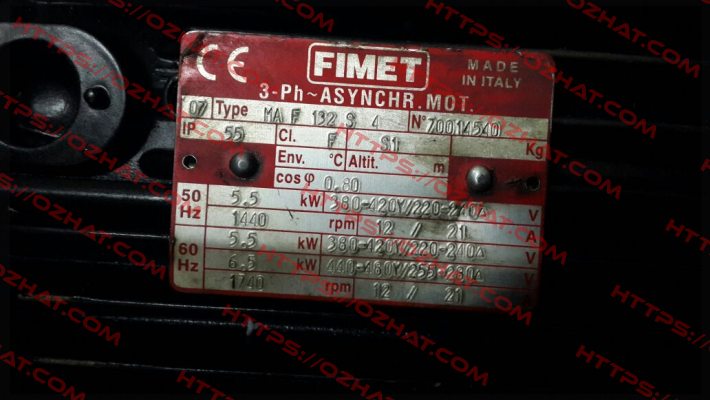 CE FIMET MADE IN ITALY
3-Ph~ASYNCHR.MOT.
07 Type MA F 132 S 4 N° 700145401
IP 55 Cl. F S1 Kg
Env. °C Altit. m
cosφ 0.80
50 Hz 5.5 kW 380-420Y/220-240Δ V
1440 rpm 12 // 21 A
60 Hz 5.5 kW 380-420Y/220-240Δ V
6.5 kW 440-460Y/255-280Δ V
1740 rpm 12 // 21 A
HTTPS://OZHAT.COM